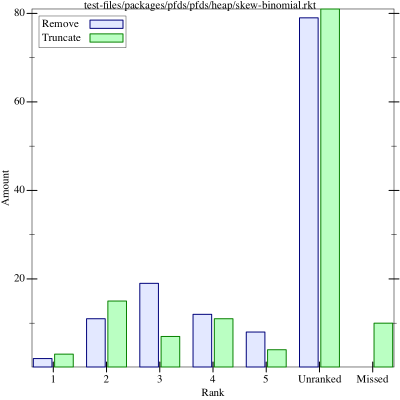 test-files/packages/pfds/pfds/heap/skew-binomial.rkt
Remove
Truncate
80
60
40
20
Amount
1 2 3 4 5 Unranked Missed
Rank